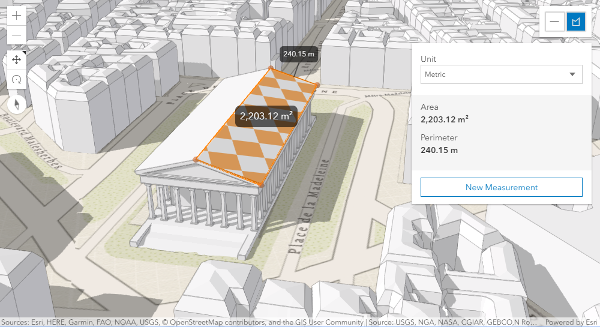 240.15 m
2,203.12 m²
Place de la Madeleine
Unit
Metric
Area
2,203.12 m²
Perimeter
240.15 m
New Measurement
Sources: Esri, HERE, Garmin, FAO, NOAA, USGS, © OpenStreetMap contributors, and the GIS User Community | Source: USGS, NGA, NASA, CGIAR, GEBCO,N Ro...
Powered by Esri